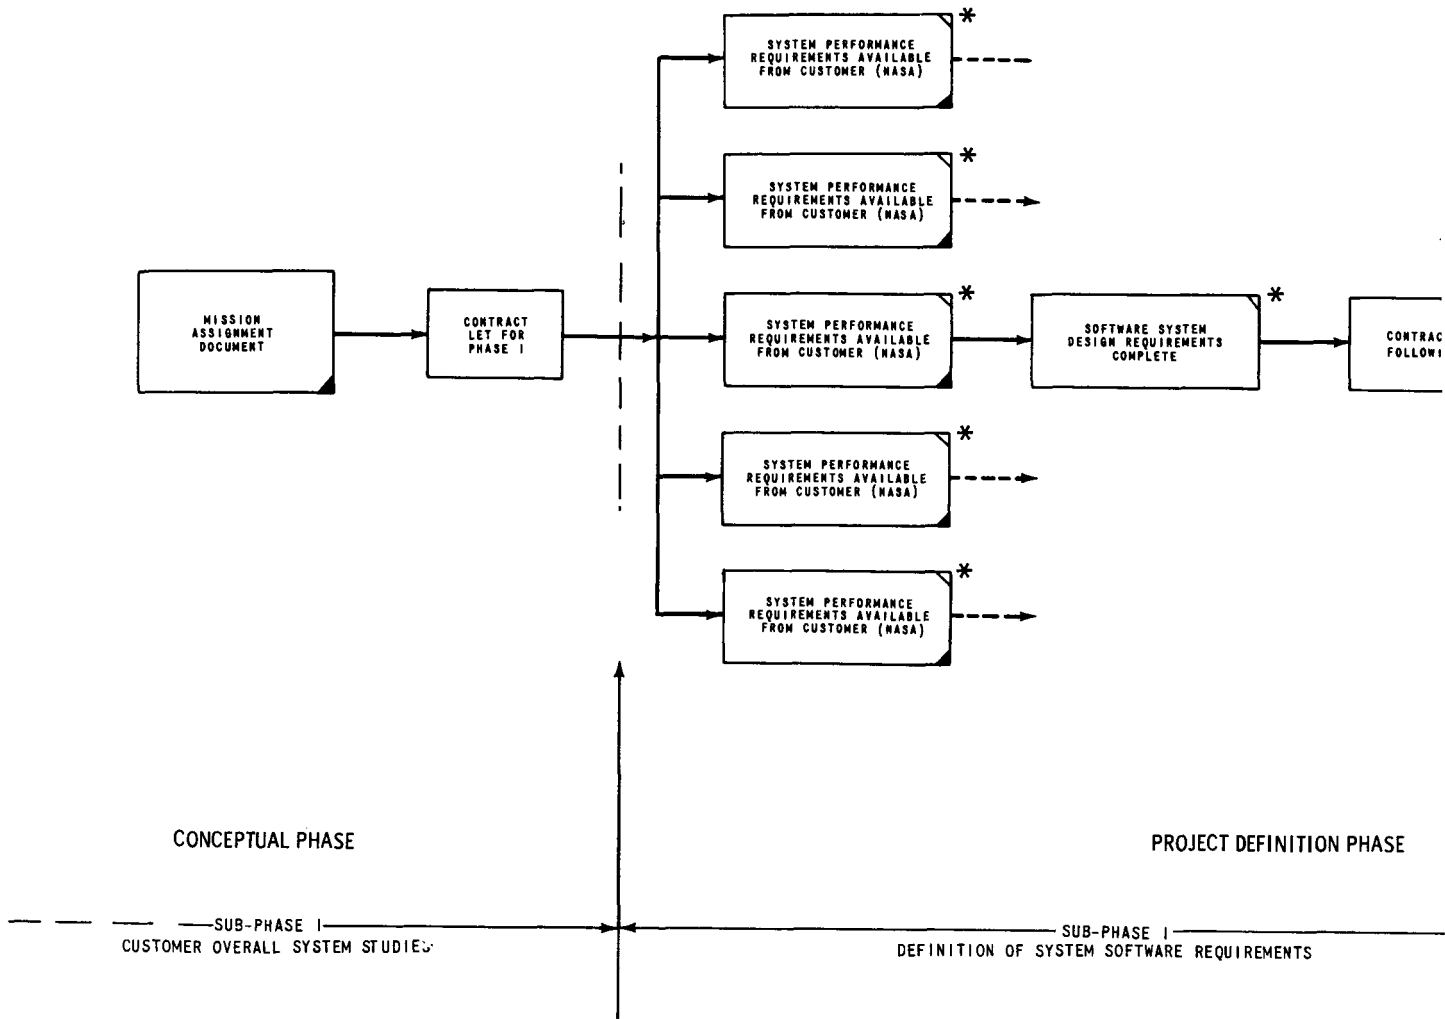 *
SYSTEM PERFORMANCE
REQUIREMENTS AVAILABLE
FROM CUSTOMER (NASA)
*
SYSTEM PERFORMANCE
REQUIREMENTS AVAILABLE
FROM CUSTOMER (NASA)
MISSION
ASSIGNMENT
DOCUMENT
CONTRACT
LET FOR
PHASE I
*
SYSTEM PERFORMANCE
REQUIREMENTS AVAILABLE
FROM CUSTOMER (NASA)
*
SOFTWARE SYSTEM
DESIGN REQUIREMENTS
COMPLETE
CONTRAC
FOLLOWI
*
SYSTEM PERFORMANCE
REQUIREMENTS AVAILABLE
FROM CUSTOMER (NASA)
*
SYSTEM PERFORMANCE
REQUIREMENTS AVAILABLE
FROM CUSTOMER (NASA)
CONCEPTUAL PHASE
PROJECT DEFINITION PHASE
SUB-PHASE I
CUSTOMER OVERALL SYSTEM STUDIES
SUB-PHASE I
DEFINITION OF SYSTEM SOFTWARE REQUIREMENTS